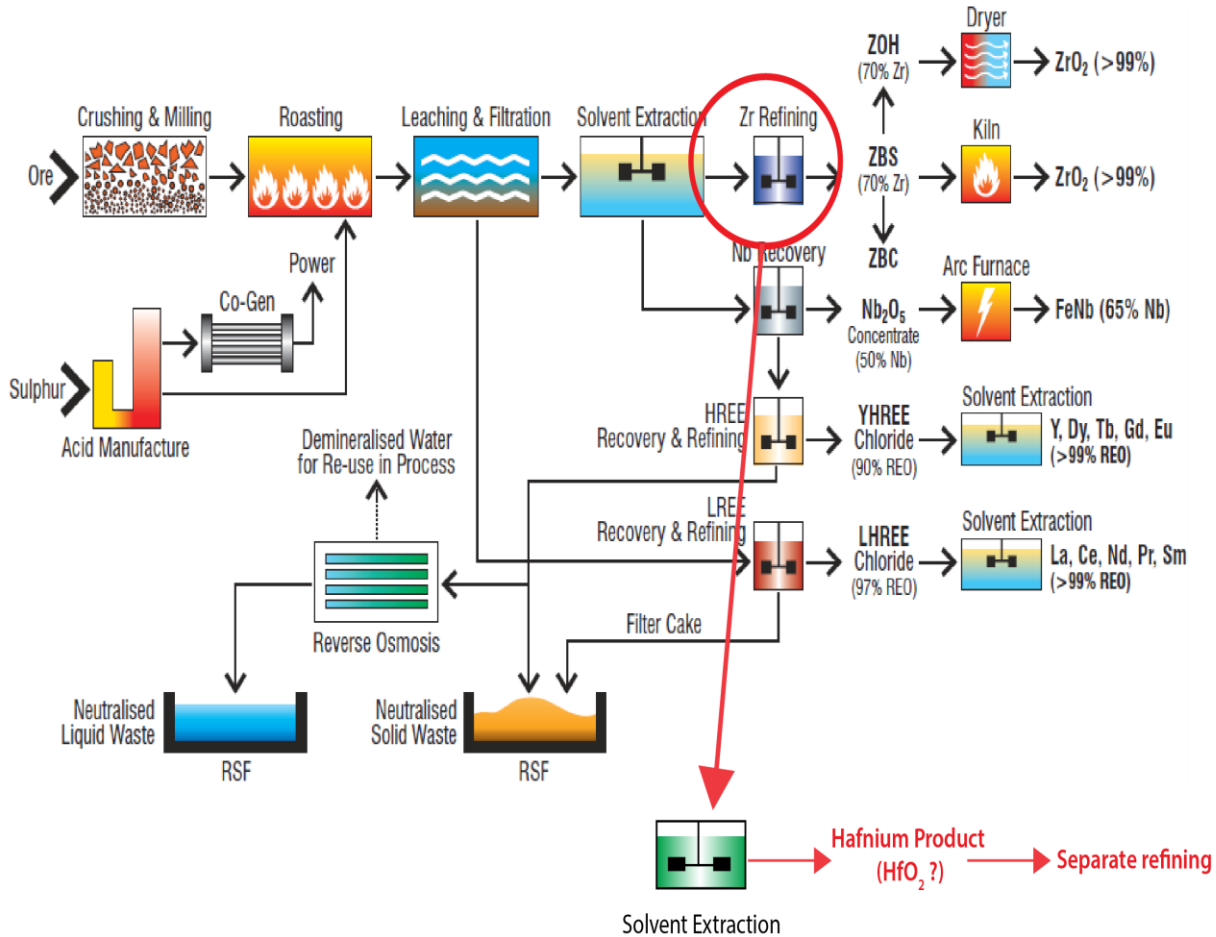 Dryer
ZOH
(70% Zr)
ZrO₂ (>99%)
Crushing & Milling
Roasting
Leaching & Filtration
Solvent Extraction
Zr Refining
Kiln
Ore
ZBS
(70% Zr)
ZrO₂ (>99%)
Nb Recovery
ZBC
Power
Arc Furnace
Co-Gen
Nb₂O₅
Concentrate
(50% Nb)
FeNb (65% Nb)
Sulphur
Acid Manufacture
HREE
Recovery & Refining
YHREE
Chloride
(90% REO)
Solvent Extraction
Y, Dy, Tb, Gd, Eu
(>99% REO)
Demineralised Water
for Re-use in Process
LREE
Recovery & Refining
LHREE
Chloride
(97% REO)
Solvent Extraction
La, Ce, Nd, Pr, Sm
(>99% REO)
Reverse Osmosis
Filter Cake
Neutralised
Liquid Waste
RSF
Neutralised
Solid Waste
RSF
Hafnium Product
(HfO₂ ?)
Separate refining
Solvent Extraction